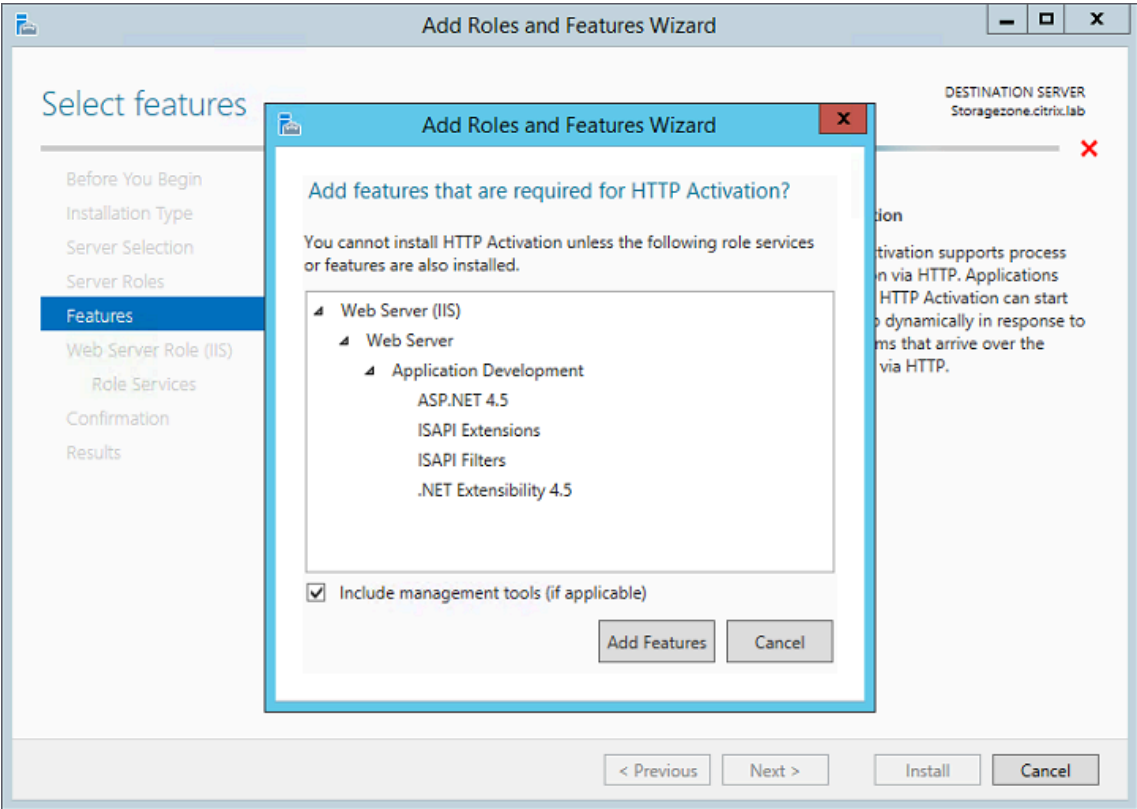 Add Roles and Features Wizard
Select features
DESTINATION SERVER
Storagezone.citrix.lab
Before You Begin
Installation Type
Server Selection
Server Roles
Features
Web Server Role (IIS)
Role Services
Confirmation
Results
Add Roles and Features Wizard
Add features that are required for HTTP Activation?
You cannot install HTTP Activation unless the following role services
or features are also installed.
Web Server (IIS)
Web Server
Application Development
ASP.NET 4.5
ISAPI Extensions
ISAPI Filters
.NET Extensibility 4.5
Include management tools (if applicable)
Add Features
Cancel
via HTTP. Applications
HTTP Activation can start
dynamically in response to
that arrive over the
via HTTP.
supports process
< Previous
Next >
Install
Cancel